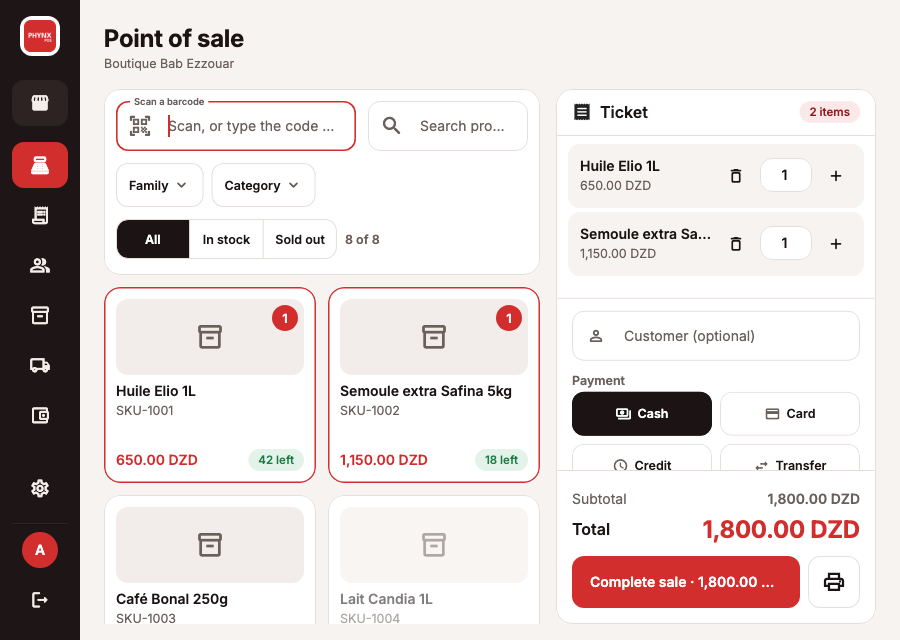 PHYNX
POS
Point of sale
Boutique Bab Ezzouar
Scan a barcode
Scan, or type the code ...
Search pro...
Family
Category
All
In stock
Sold out
8 of 8
1
Huile Elio 1L
SKU-1001
650.00 DZD
42 left
1
Semoule extra Safina 5kg
SKU-1002
1,150.00 DZD
18 left
Café Bonal 250g
SKU-1003
Lait Candia 1L
SKU-1004
Ticket
2 items
Huile Elio 1L
650.00 DZD
1
Semoule extra Sa...
1,150.00 DZD
1
Customer (optional)
Payment
Cash
Card
Credit
Transfer
Subtotal
1,800.00 DZD
Total
1,800.00 DZD
Complete sale · 1,800.00 ...
A